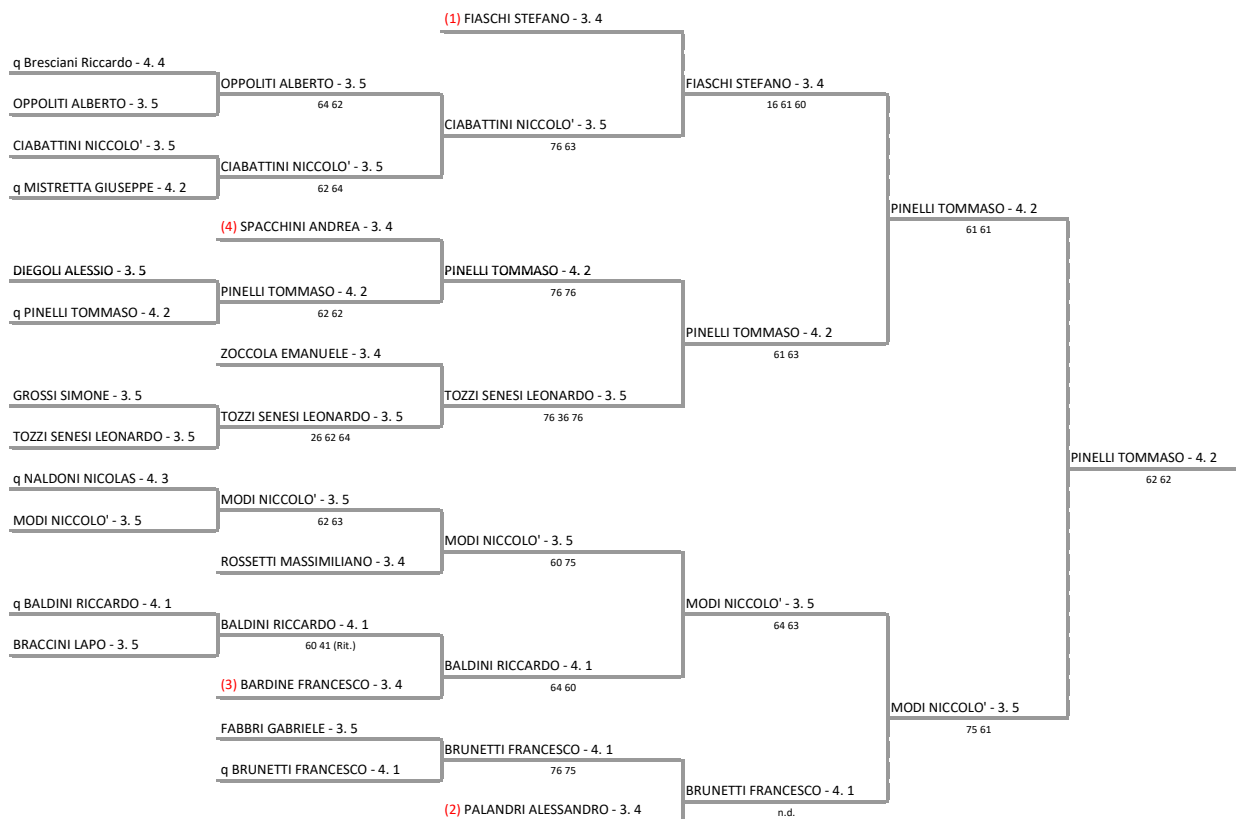 (1) FIASCHI STEFANO - 3. 4
q Bresciani Riccardo - 4. 4
OPPOLITI ALBERTO - 3. 5
FIASCHI STEFANO - 3. 4
64 62
16 61 60
OPPOLITI ALBERTO - 3. 5
CIABATTINI NICCOLO' - 3. 5
76 63
CIABATTINI NICCOLO' - 3. 5
CIABATTINI NICCOLO' - 3. 5
62 64
q MISTRETTA GIUSEPPE - 4. 2
PINELLI TOMMASO - 4. 2
61 61
(4) SPACCHINI ANDREA - 3. 4
DIEGOLI ALESSIO - 3. 5
PINELLI TOMMASO - 4. 2
76 76
PINELLI TOMMASO - 4. 2
62 62
q PINELLI TOMMASO - 4. 2
PINELLI TOMMASO - 4. 2
61 63
ZOCCOLA EMANUELE - 3. 4
GROSSI SIMONE - 3. 5
TOZZI SENESI LEONARDO - 3. 5
76 36 76
TOZZI SENESI LEONARDO - 3. 5
26 62 64
TOZZI SENESI LEONARDO - 3. 5
PINELLI TOMMASO - 4. 2
62 62
q NALDONI NICOLAS - 4. 3
MODI NICCOLO' - 3. 5
62 63
MODI NICCOLO' - 3. 5
MODI NICCOLO' - 3. 5
60 75
ROSSETTI MASSIMILIANO - 3. 4
q BALDINI RICCARDO - 4. 1
MODI NICCOLO' - 3. 5
64 63
BALDINI RICCARDO - 4. 1
60 41 (Rit.)
BRACCINI LAPO - 3. 5
BALDINI RICCARDO - 4. 1
64 60
(3) BARDINE FRANCESCO - 3. 4
MODI NICCOLO' - 3. 5
75 61
FABBRI GABRIELE - 3. 5
BRUNETTI FRANCESCO - 4. 1
76 75
q BRUNETTI FRANCESCO - 4. 1
BRUNETTI FRANCESCO - 4. 1
n.d.
(2) PALANDRI ALESSANDRO - 3. 4